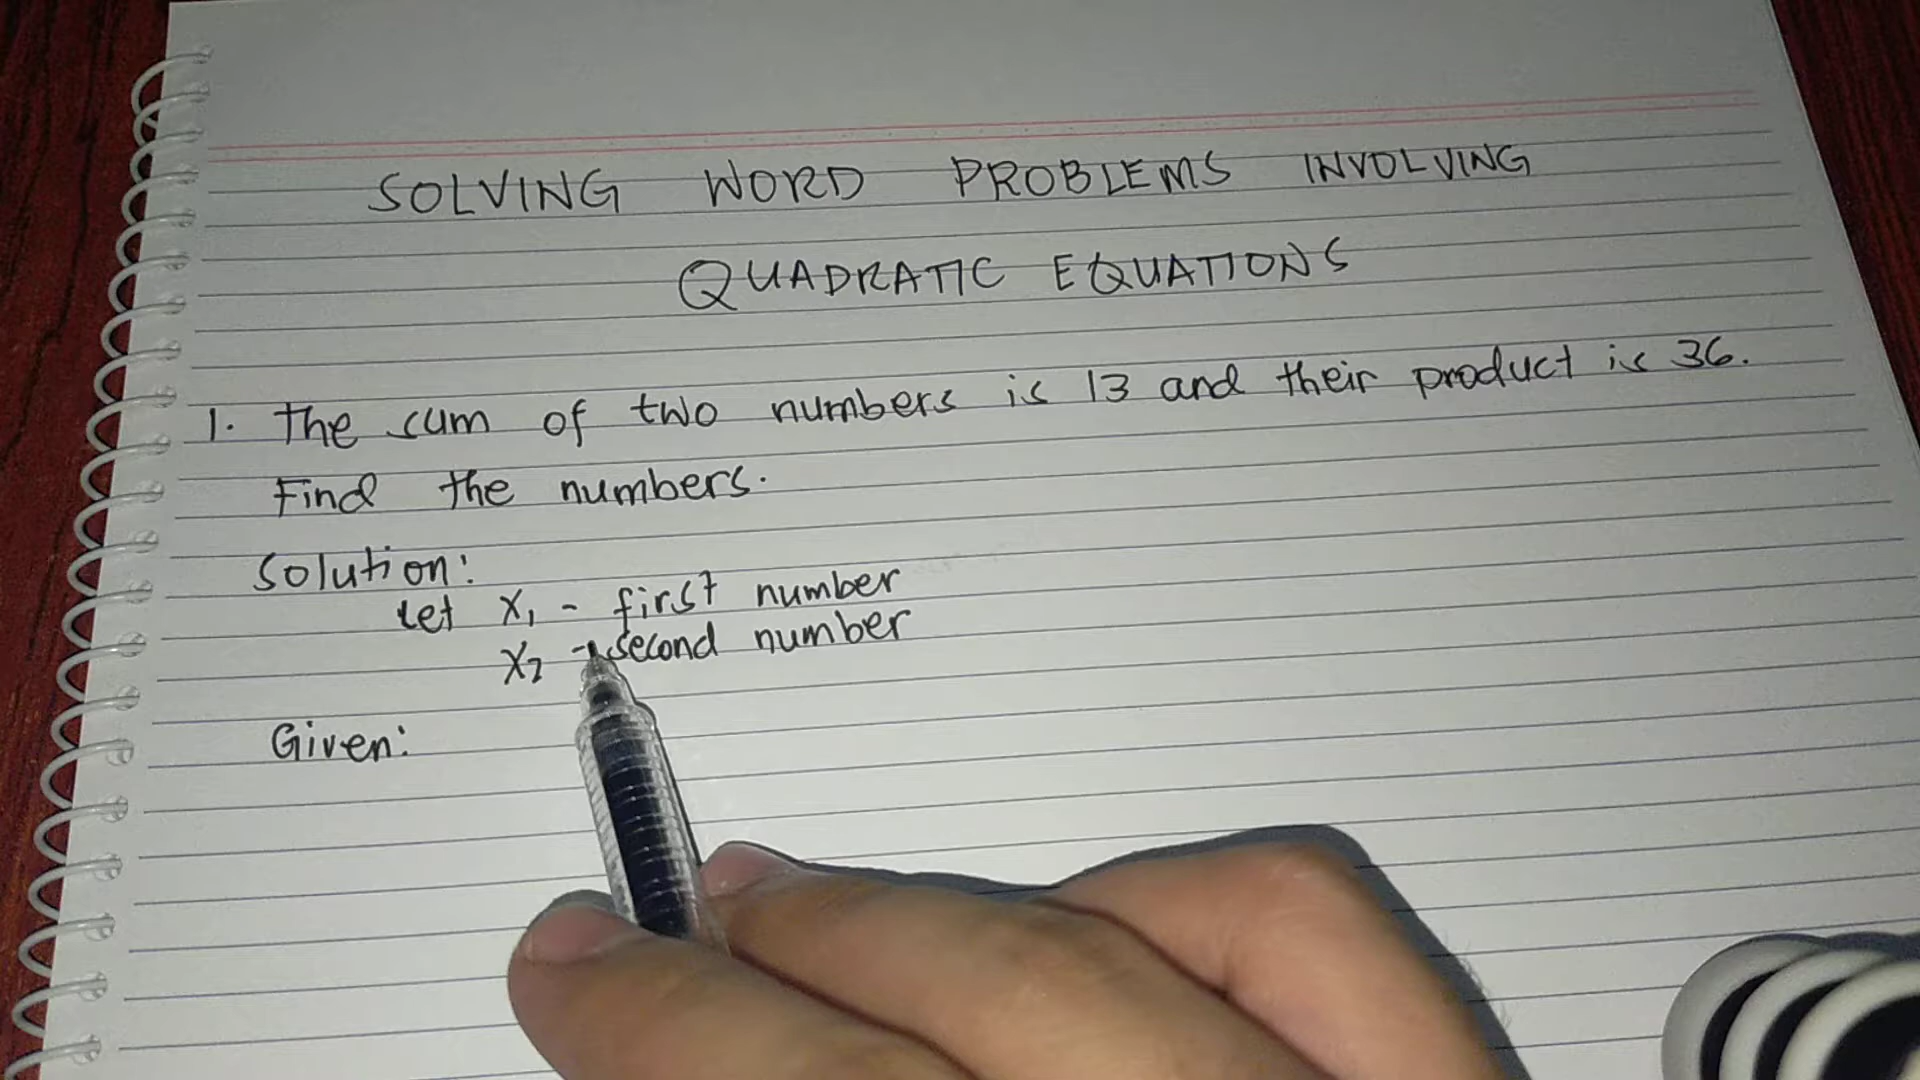 SOLVING WORD PROBLEMS INVOLVING
QUADRATIC EQUATIONS
1. The sum of two numbers is 13 and their product is 36.
Find the numbers.
Solution:
Let x₁ - first number
x₂ - second number
Given: